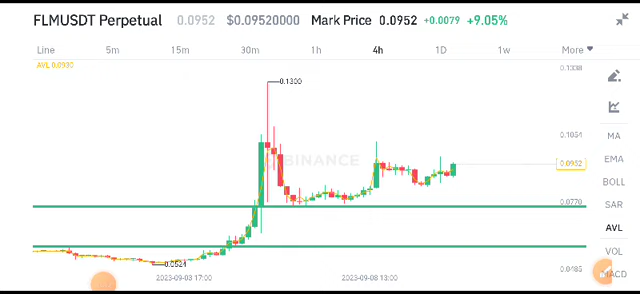 FLMUSDT Perpetual 0.0952 $0.09520000 Mark Price 0.0952 +0.0079 +9.05%
Line 5m 15m 30m 1h 4h 1D 1w More
AVL 0.0930
0.1338
0.1300
MA
0.1054
EMA
BINANCE
0.0952
BOLL
0.0770
SAR
AVL
VOL
0.0524
0.0485
MACD
2023-09-03 17:00 2023-09-08 13:00